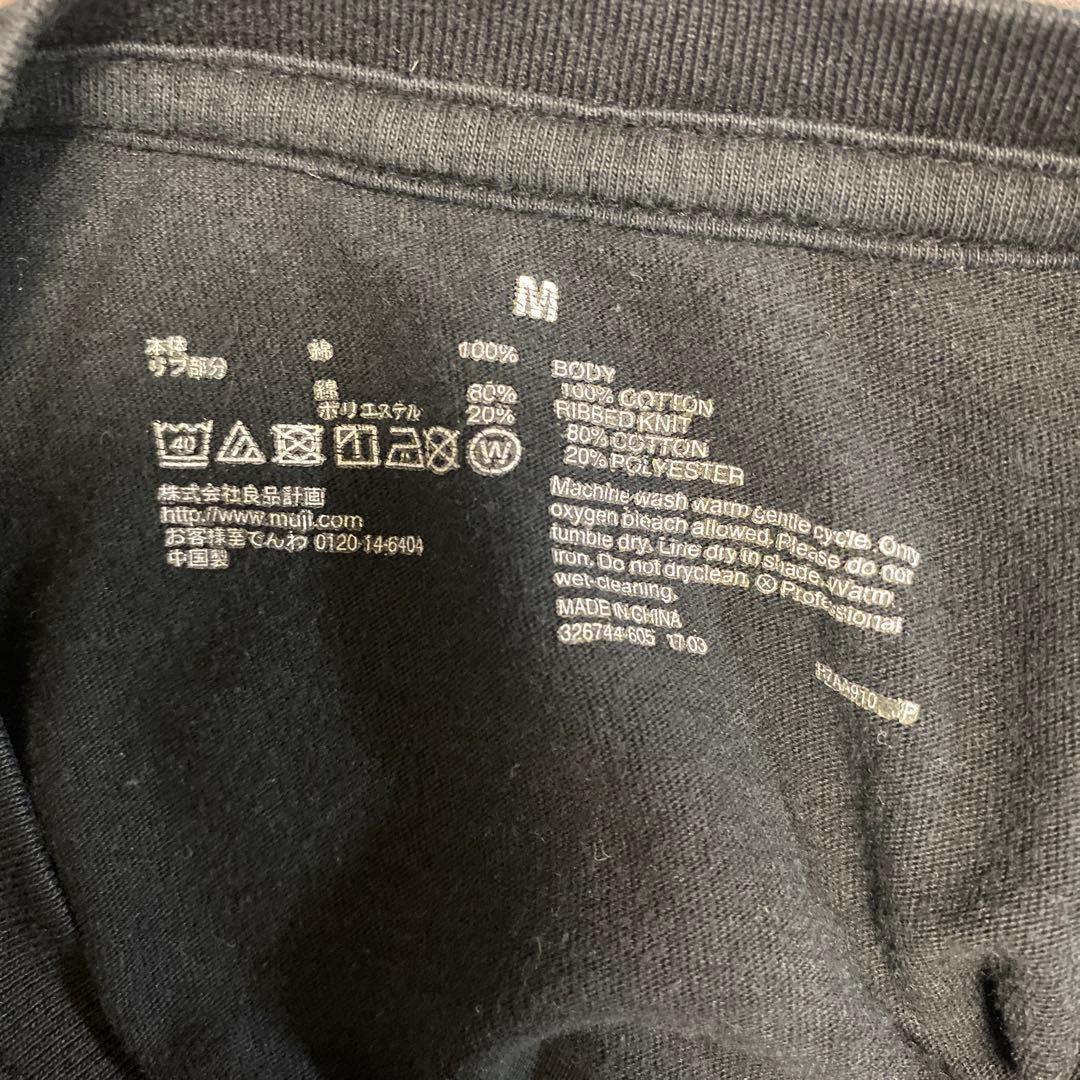 M
本体 綿 100%
リブ部分
綿 80%
ポリエステル 20%
40
W
株式会社良品計画
http://www.muji.com
お客様室でんわ 0120-14-6404
中国製
BODY
100% COTTON
RIBBED KNIT
80% COTTON
20% POLYESTER
Machine wash warm gentle cycle. Only
oxygen bleach allowed. Please do not
tumble dry. Line dry in shade. Warm
iron. Do not dryclean. Ⓧ Professional
wet-cleaning.
MADE IN CHINA
326744-605 17-03